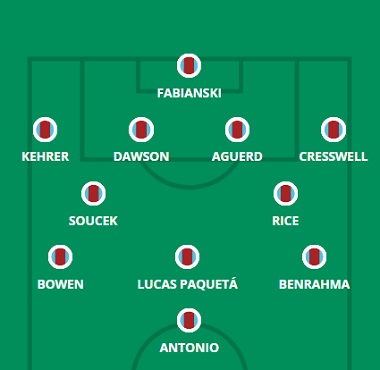 FABIANSKI
KEHRER DAWSON AGUERD CRESSWELL
SOUCEK RICE
BOWEN LUCAS PAQUETÁ BENRAHMA
ANTONIO